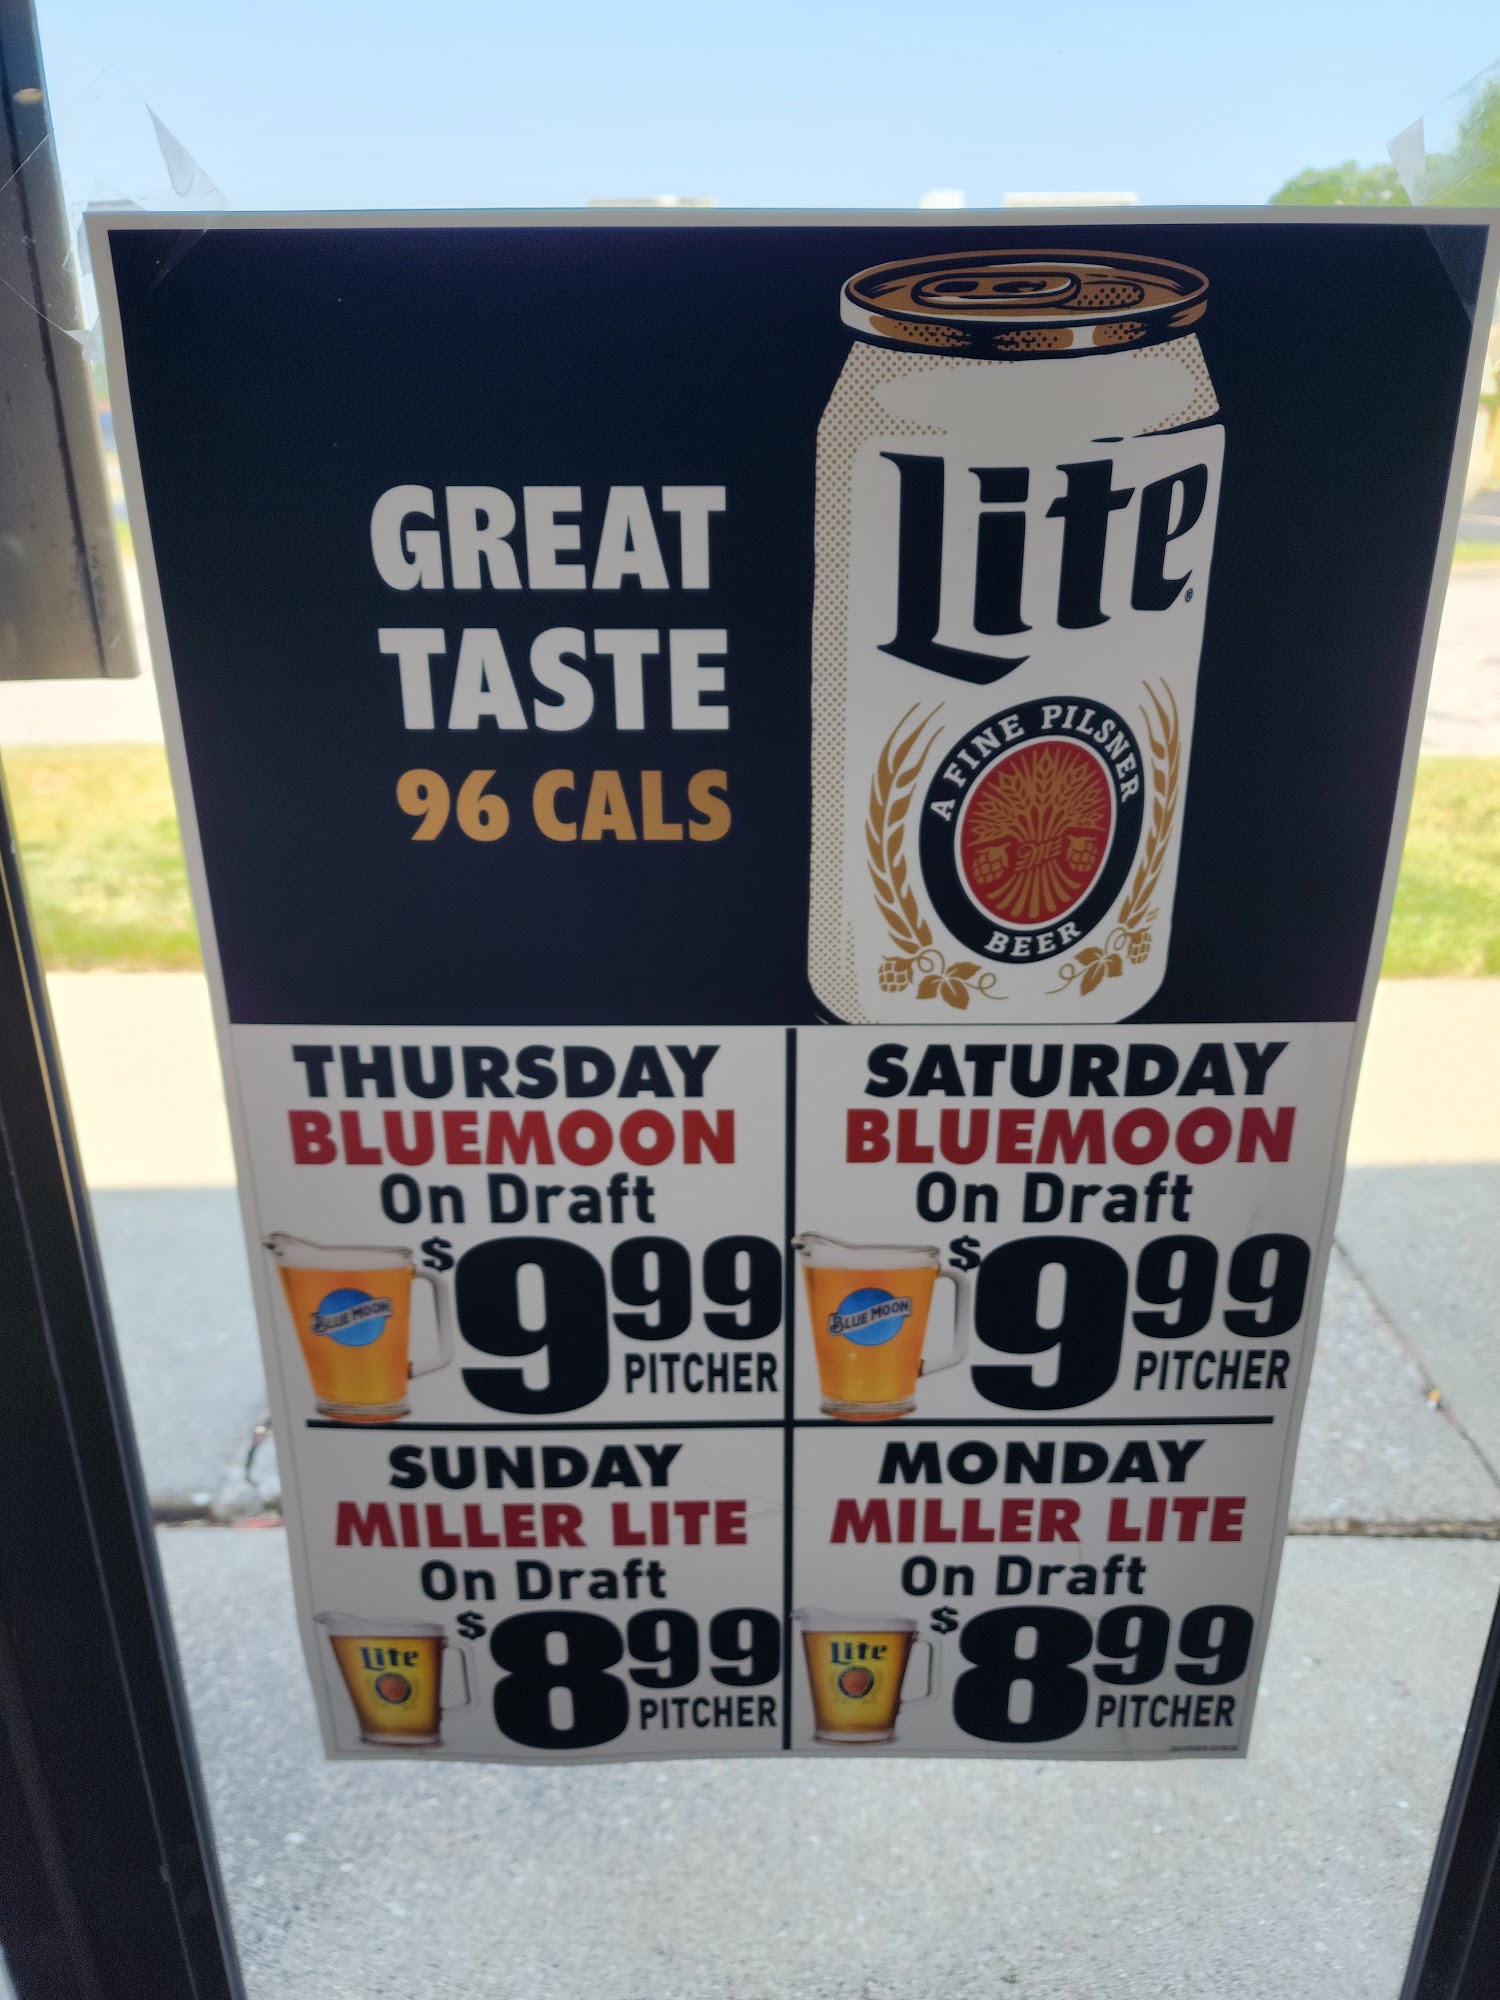 GREAT
TASTE
96 CALS
Lite
A FINE PILSNER
BEER
THURSDAY
BLUEMOON
On Draft
$9 99
PITCHER
BLUE MOON
SATURDAY
BLUEMOON
On Draft
$9 99
PITCHER
BLUE MOON
SUNDAY
MILLER LITE
On Draft
$8 99
PITCHER
Lite
MONDAY
MILLER LITE
On Draft
$8 99
PITCHER
Lite